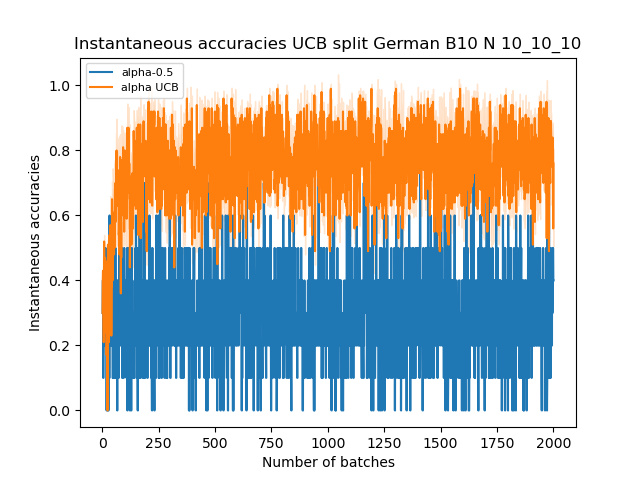 Instantaneous accuracies UCB split German B10 N 10_10_10
alpha-0.5
alpha UCB
Instantaneous accuracies
1.0
0.8
0.6
0.4
0.2
0.0
0 250 500 750 1000 1250 1500 1750 2000
Number of batches